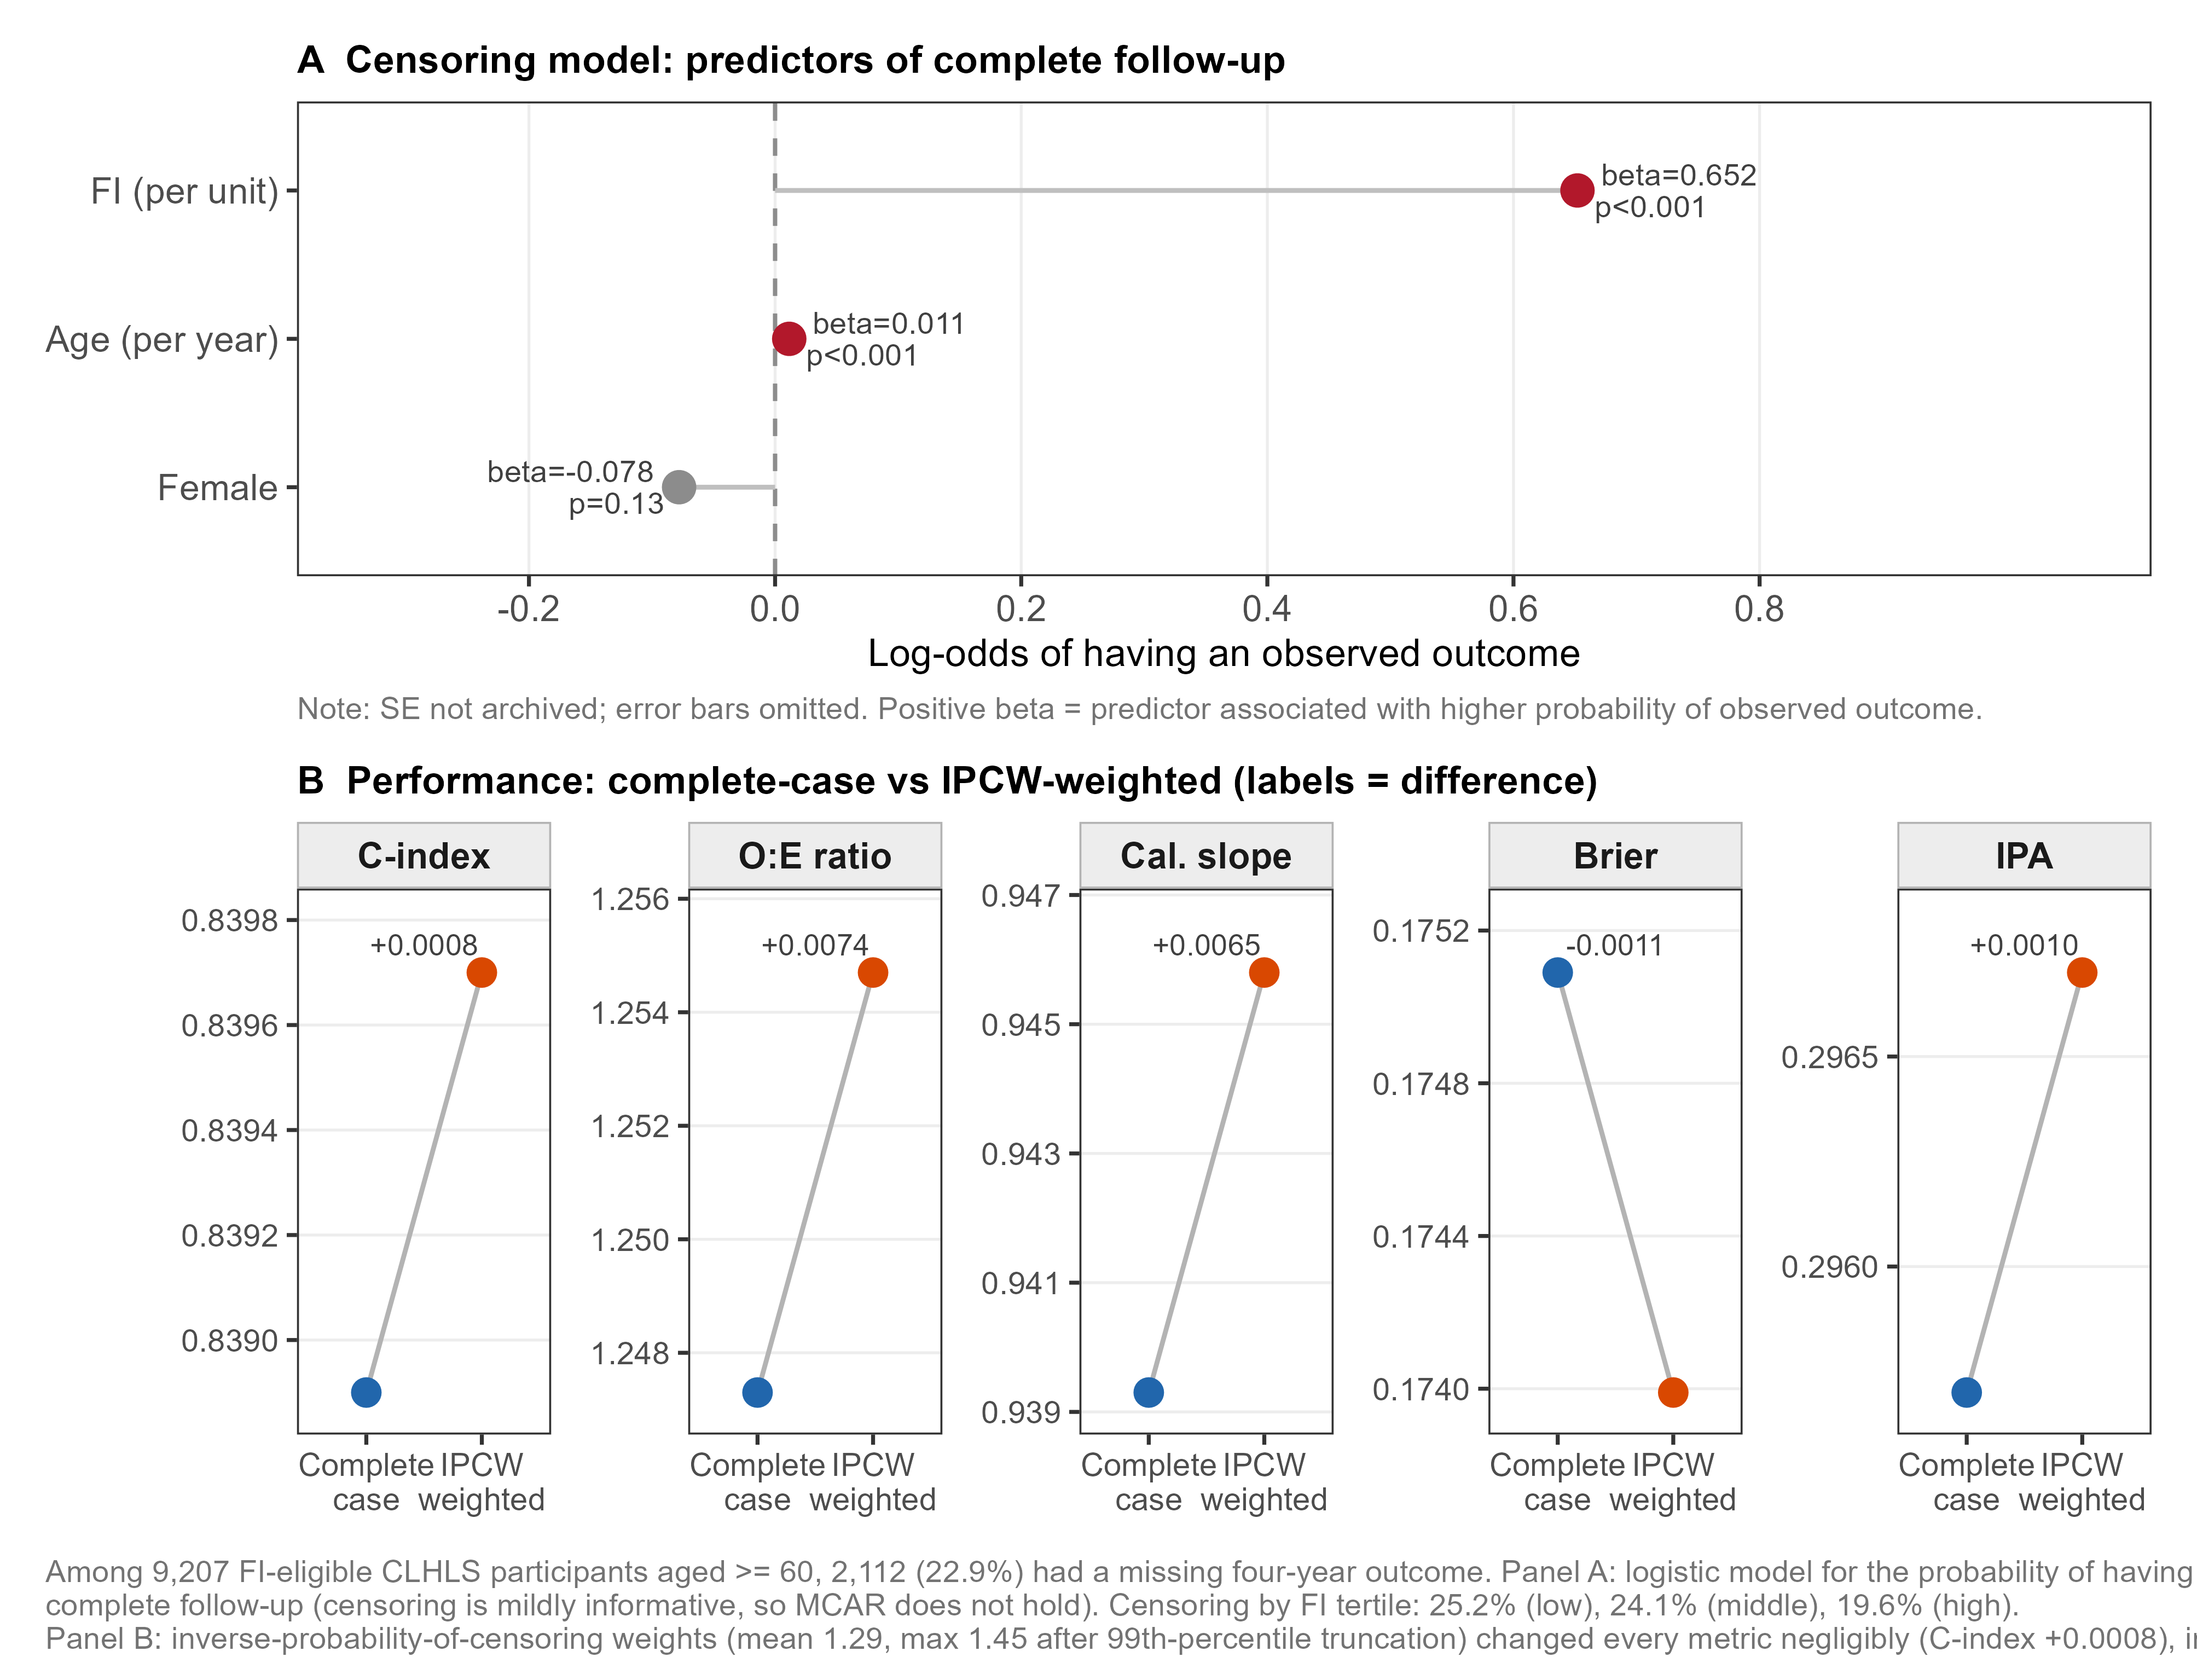 A  Censoring model: predictors of complete follow-up
FI (per unit)
beta=0.652
p<0.001
Age (per year)
beta=0.011
p<0.001
Female
beta=-0.078
p=0.13
-0.2
0.0
0.2
0.4
0.6
0.8
Log-odds of having an observed outcome
Note: SE not archived; error bars omitted. Positive beta = predictor associated with higher probability of observed outcome.
B  Performance: complete-case vs IPCW-weighted (labels = difference)
C-index
0.8398
0.8396
0.8394
0.8392
0.8390
+0.0008
Complete case
IPCW weighted
O:E ratio
1.256
1.254
1.252
1.250
1.248
+0.0074
Complete case
IPCW weighted
Cal. slope
0.947
0.945
0.943
0.941
0.939
+0.0065
Complete case
IPCW weighted
Brier
0.1752
0.1748
0.1744
0.1740
-0.0011
Complete case
IPCW weighted
IPA
0.2965
0.2960
+0.0010
Complete case
IPCW weighted
Among 9,207 FI-eligible CLHLS participants aged >= 60, 2,112 (22.9%) had a missing four-year outcome. Panel A: logistic model for the probability of having
complete follow-up (censoring is mildly informative, so MCAR does not hold). Censoring by FI tertile: 25.2% (low), 24.1% (middle), 19.6% (high).
Panel B: inverse-probability-of-censoring weights (mean 1.29, max 1.45 after 99th-percentile truncation) changed every metric negligibly (C-index +0.0008),